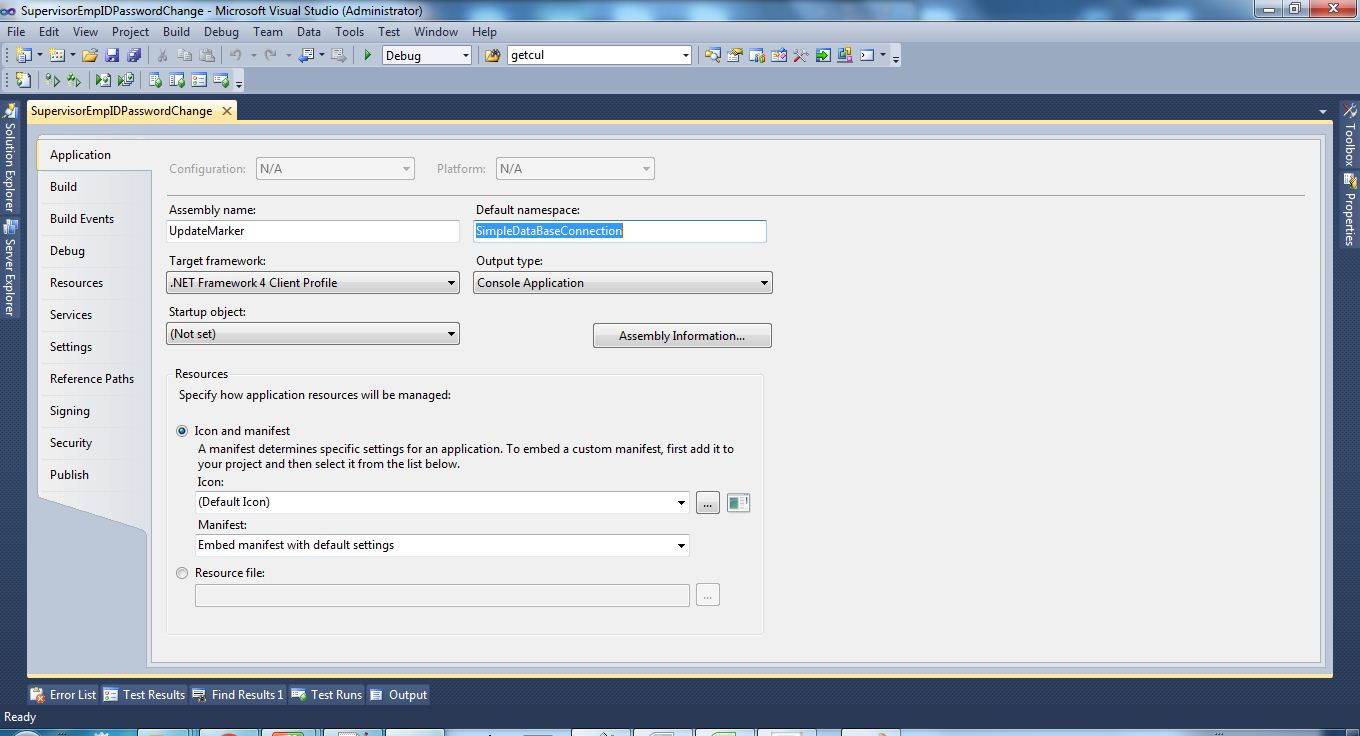 SupervisorEmpIDPasswordChange - Microsoft Visual Studio (Administrator)
File Edit View Project Build Debug Team Data Tools Test Window Help
Debug getcul
SupervisorEmpIDPasswordChange
Solution Explorer
Server Explorer
Toolbox
Properties
Application
Build
Build Events
Debug
Resources
Services
Settings
Reference Paths
Signing
Security
Publish
Configuration: N/A Platform: N/A
Assembly name: Default namespace:
UpdateMarker SimpleDataBaseConnection
Target framework: Output type:
.NET Framework 4 Client Profile Console Application
Startup object:
(Not set) Assembly Information...
Resources
Specify how application resources will be managed:
Icon and manifest
A manifest determines specific settings for an application. To embed a custom manifest, first add it to
your project and then select it from the list below.
Icon:
(Default Icon) ...
Manifest:
Embed manifest with default settings
Resource file:
...
Error List Test Results Find Results 1 Test Runs Output
Ready